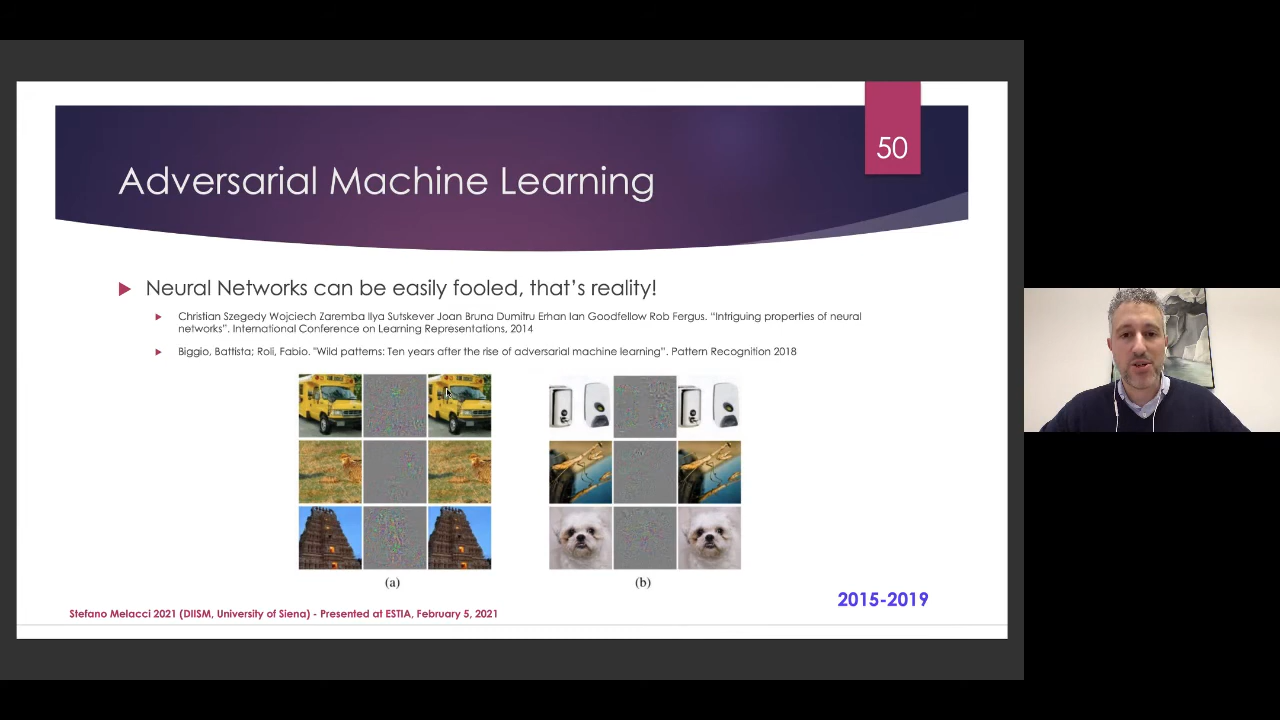 50
Adversarial Machine Learning
Neural Networks can be easily fooled, that's reality!
Christian Szegedy Wojciech Zaremba Ilya Sutskever Joan Bruna Dumitru Erhan Ian Goodfellow Rob Fergus. "Intriguing properties of neural
networks". International Conference on Learning Representations, 2014
Biggio, Battista; Roli, Fabio. "Wild patterns: Ten years after the rise of adversarial machine learning". Pattern Recognition 2018
(a)
(b)
2015-2019
Stefano Melacci 2021 (DIISM, University of Siena) - Presented at ESTIA, February 5, 2021